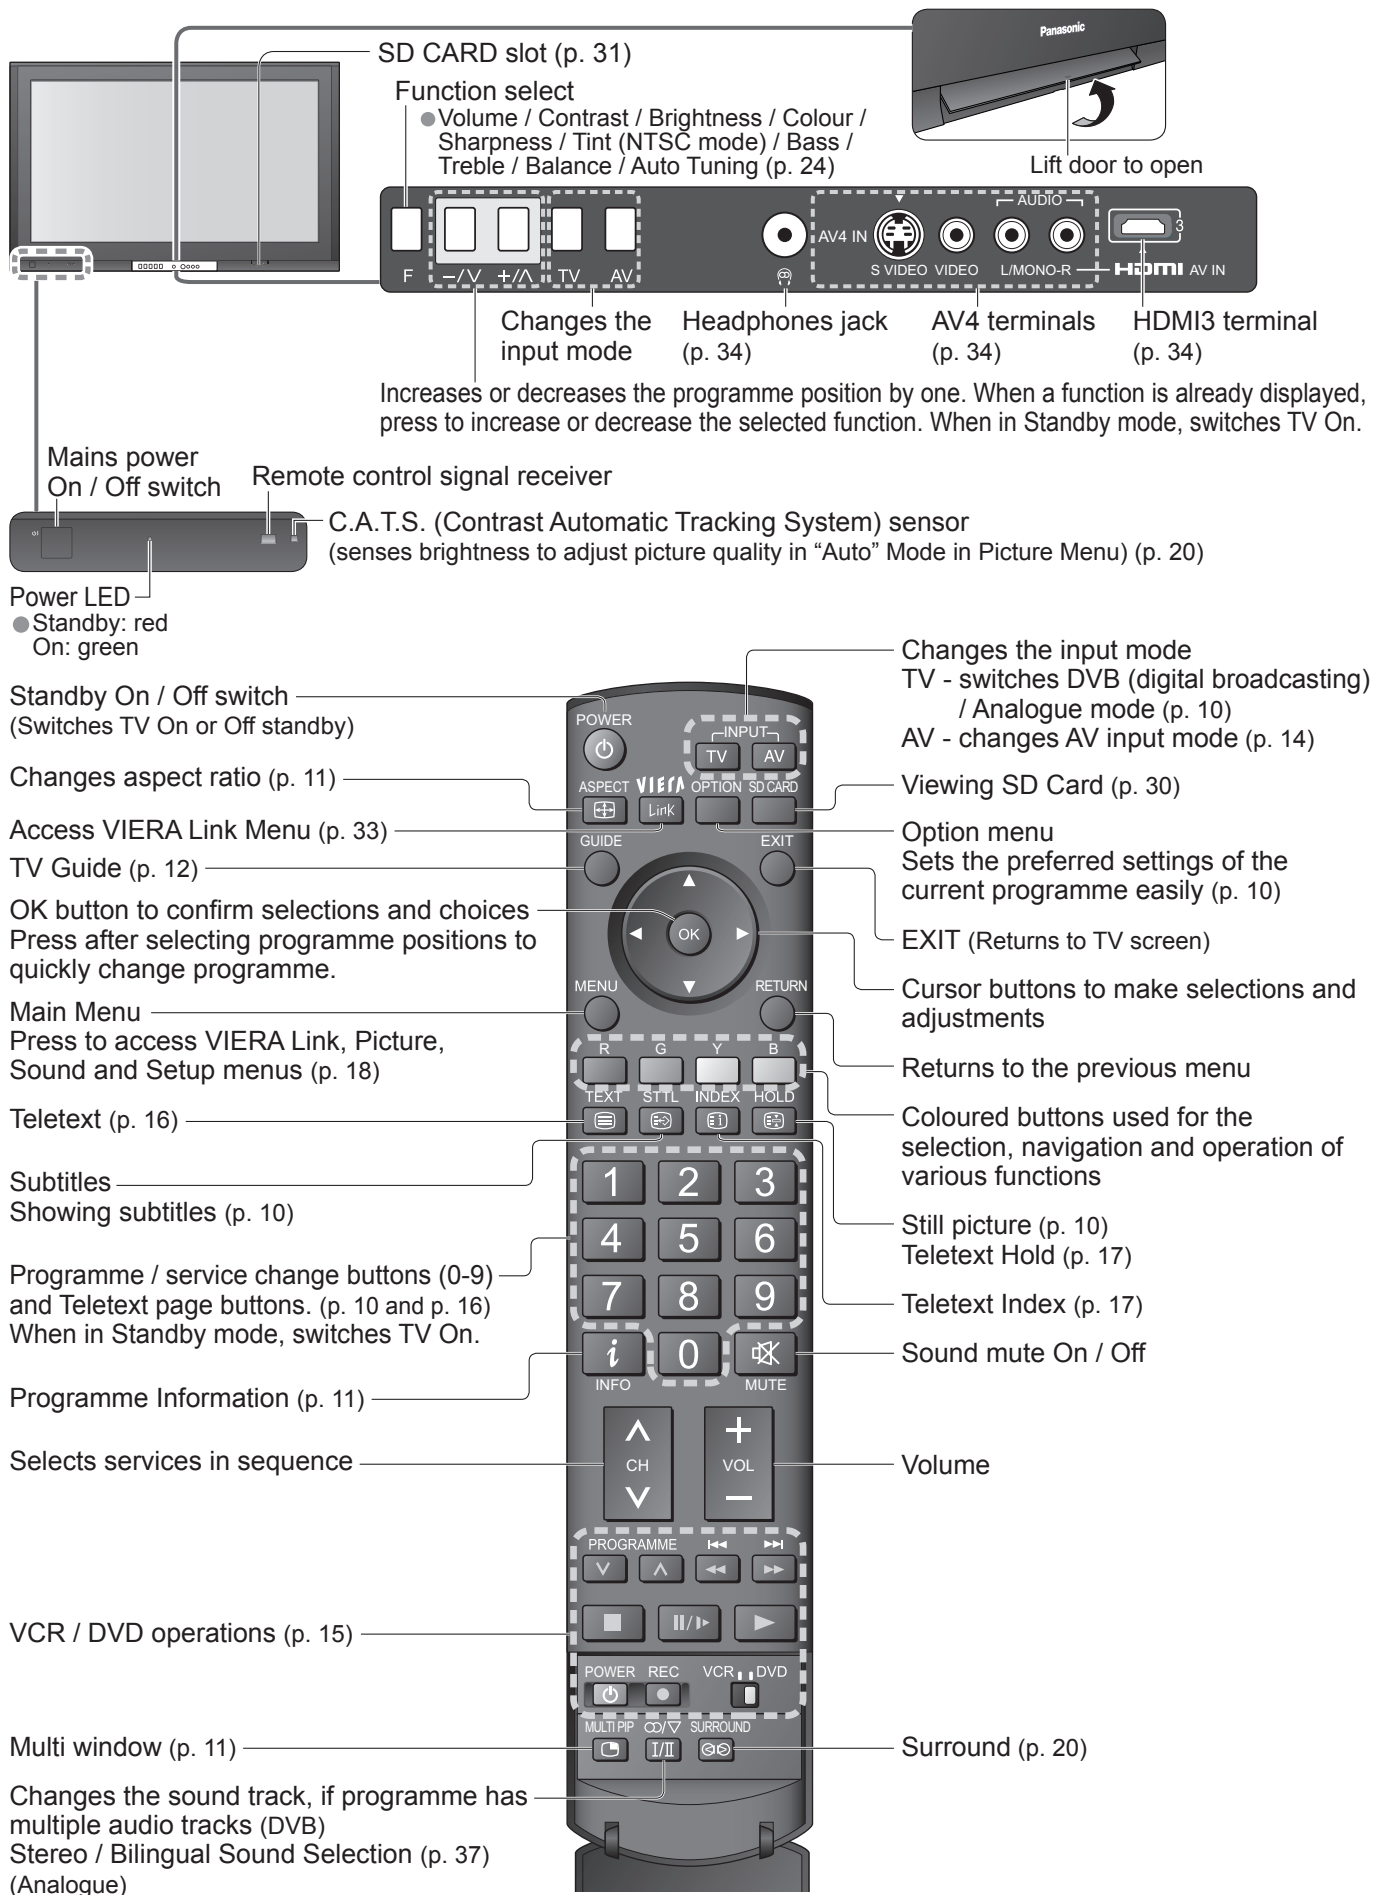 Panasonic
SD CARD slot (p. 31)
Function select
●Volume / Contrast / Brightness / Colour /
Sharpness / Tint (NTSC mode) / Bass /
Treble / Balance / Auto Tuning (p. 24)
Lift door to open
AUDIO
AV4 IN
3
F
−/∨
+/∧
TV
AV
S VIDEO
VIDEO
L/MONO-R
HDMI AV IN
Changes the
input mode
Headphones jack
(p. 34)
AV4 terminals
(p. 34)
HDMI3 terminal
(p. 34)
Increases or decreases the programme position by one. When a function is already displayed,
press to increase or decrease the selected function. When in Standby mode, switches TV On.
Mains power
On / Off switch
Remote control signal receiver
C.A.T.S. (Contrast Automatic Tracking System) sensor
(senses brightness to adjust picture quality in “Auto” Mode in Picture Menu) (p. 20)
Power LED
●Standby: red
On: green
Standby On / Off switch
(Switches TV On or Off standby)
Changes aspect ratio (p. 11)
Access VIERA Link Menu (p. 33)
TV Guide (p. 12)
OK button to confirm selections and choices
Press after selecting programme positions to
quickly change programme.
Main Menu
Press to access VIERA Link, Picture,
Sound and Setup menus (p. 18)
Teletext (p. 16)
Subtitles
Showing subtitles (p. 10)
Programme / service change buttons (0-9)
and Teletext page buttons. (p. 10 and p. 16)
When in Standby mode, switches TV On.
Programme Information (p. 11)
Selects services in sequence
VCR / DVD operations (p. 15)
Multi window (p. 11)
Changes the sound track, if programme has
multiple audio tracks (DVB)
Stereo / Bilingual Sound Selection (p. 37)
(Analogue)
POWER
INPUT
TV
AV
ASPECT
VIERA
OPTION
SD CARD
Link
GUIDE
EXIT
OK
MENU
RETURN
R
G
Y
B
TEXT
STTL
INDEX
HOLD
1
2
3
4
5
6
7
8
9
i
0
INFO
MUTE
CH
VOL
PROGRAMME
POWER
REC
VCR
DVD
MULTI PIP
SURROUND
I/II
Changes the input mode
TV - switches DVB (digital broadcasting)
/ Analogue mode (p. 10)
AV - changes AV input mode (p. 14)
Viewing SD Card (p. 30)
Option menu
Sets the preferred settings of the
current programme easily (p. 10)
EXIT (Returns to TV screen)
Cursor buttons to make selections and
adjustments
Returns to the previous menu
Coloured buttons used for the
selection, navigation and operation of
various functions
Still picture (p. 10)
Teletext Hold (p. 17)
Teletext Index (p. 17)
Sound mute On / Off
Volume
Surround (p. 20)